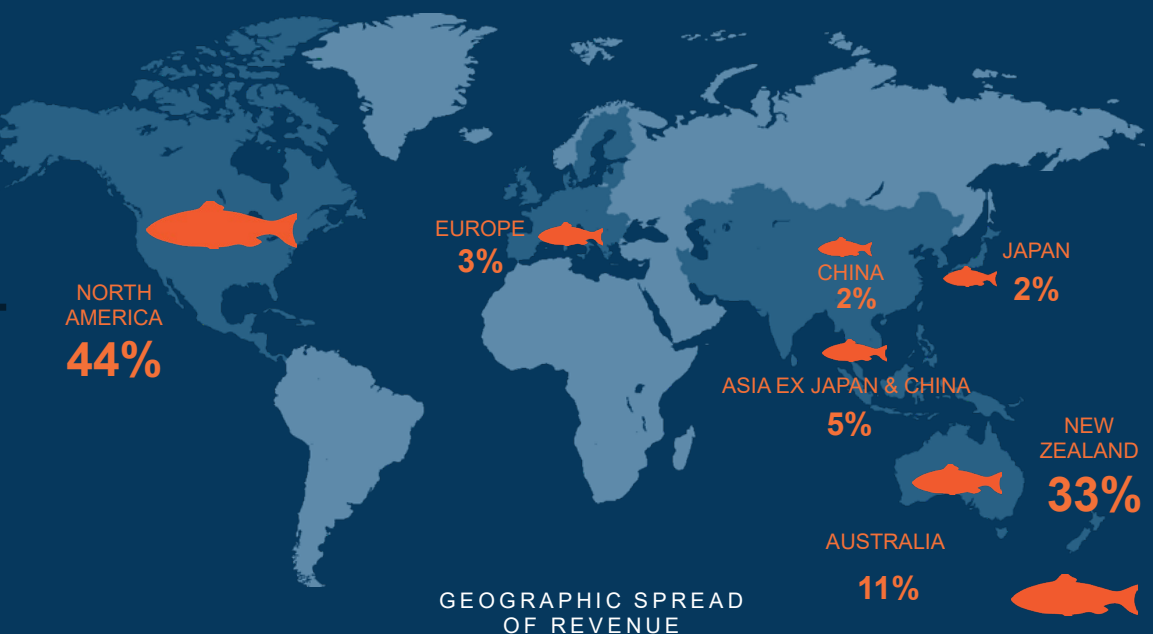 EUROPE
3%
CHINA
2%
JAPAN
2%
NORTH
AMERICA
44%
ASIA EX JAPAN & CHINA
5%
NEW
ZEALAND
33%
AUSTRALIA
11%
GEOGRAPHIC SPREAD
OF REVENUE